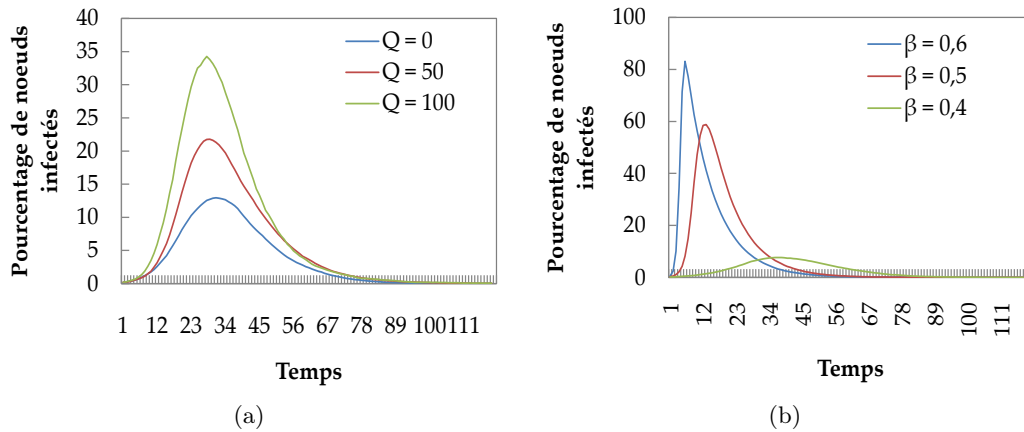 Pourcentage de noeuds
infectés
40
35
30
25
20
15
10
5
0
Q = 0
Q = 50
Q = 100
1 12 23 34 45 56 67 78 89 100111
Temps
(a)
Pourcentage de noeuds
infectés
100
80
60
40
20
0
β = 0,6
β = 0,5
β = 0,4
1 12 23 34 45 56 67 78 89 100 111
Temps
(b)